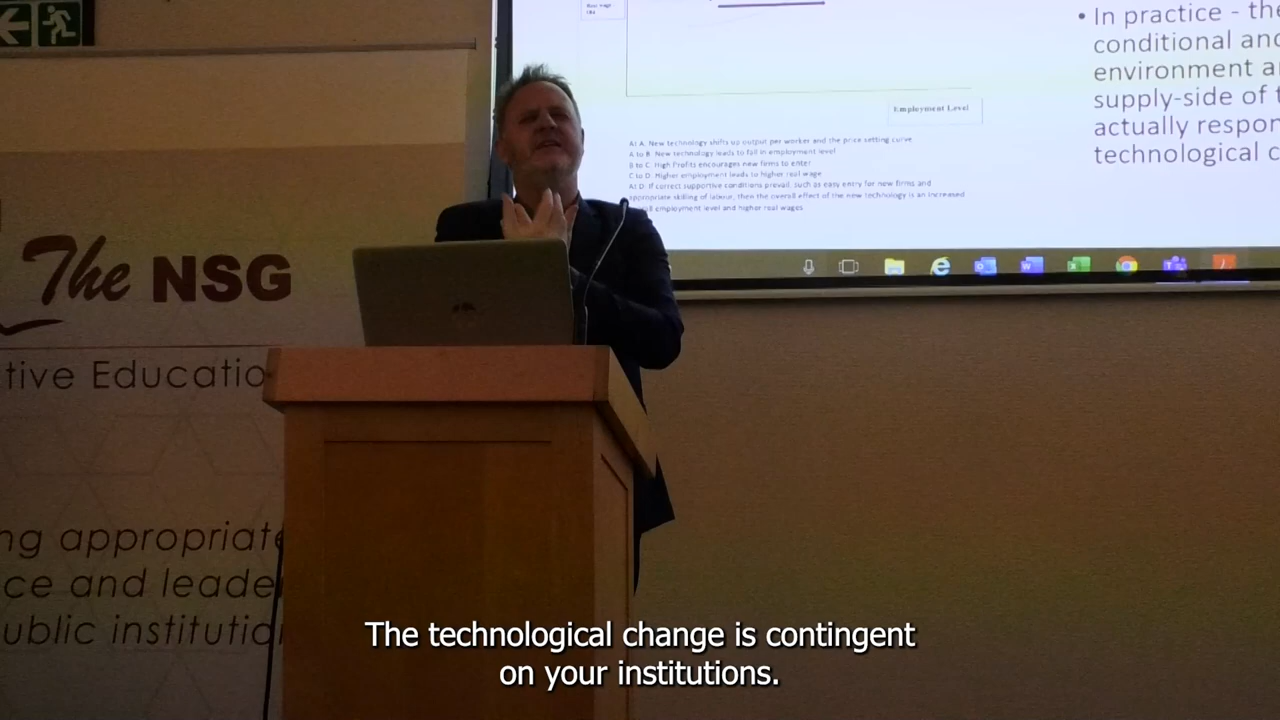 The NSG
tive Educatio
ng appropriate
ce and leade
ublic institutio
Employment Level
At A: New technology shifts up output per worker and the price setting curve
A to B: New technology leads to fall in employment level
B to C: High Profits encourages new firms to enter
C to D: Higher employment leads to higher real wage
At D: If correct supportive conditions prevail, such as easy entry for new firms and
appropriate skilling of labour, then the overall effect of the new technology is an increased
employment level and higher real wages
• In practice - the
conditional and
environment a
supply-side of t
actually respon
technological c
The technological change is contingent
on your institutions.